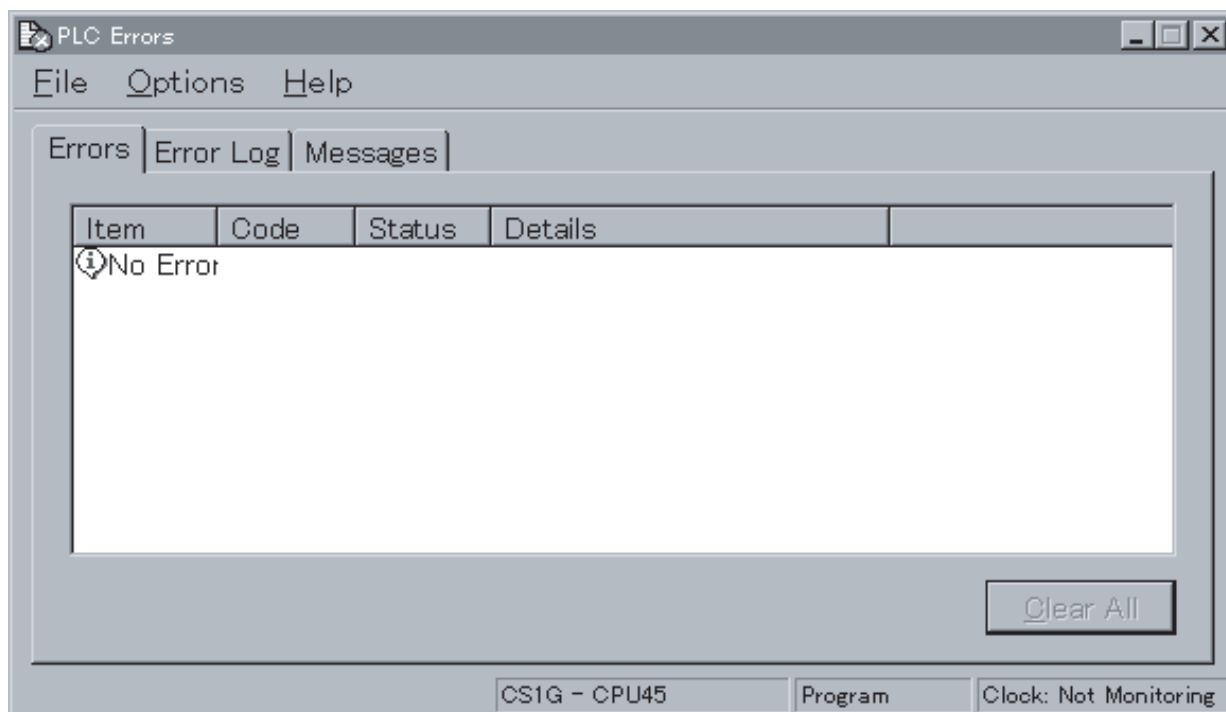 PLC Errors
File Options Help
Errors Error Log Messages
Item Code Status Details
No Error
Clear All
CS1G - CPU45 Program Clock: Not Monitoring